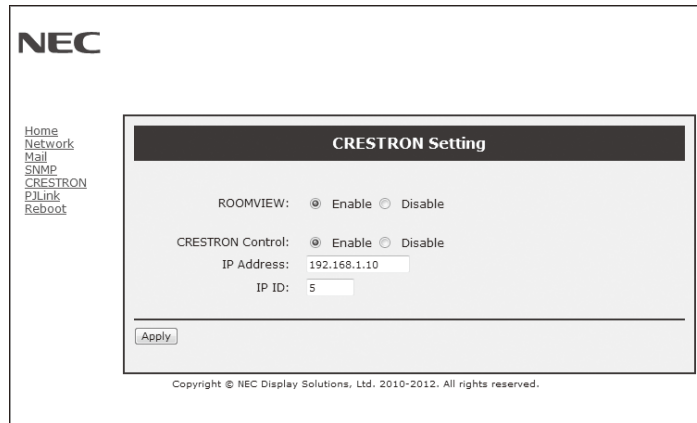 NEC
Home
Network
Mail
SNMP
CRESTRON
PJLink
Reboot
CRESTRON Setting
ROOMVIEW: Enable Disable
CRESTRON Control: Enable Disable
IP Address: 192.168.1.10
IP ID: 5
Apply
Copyright © NEC Display Solutions, Ltd. 2010-2012. All rights reserved.